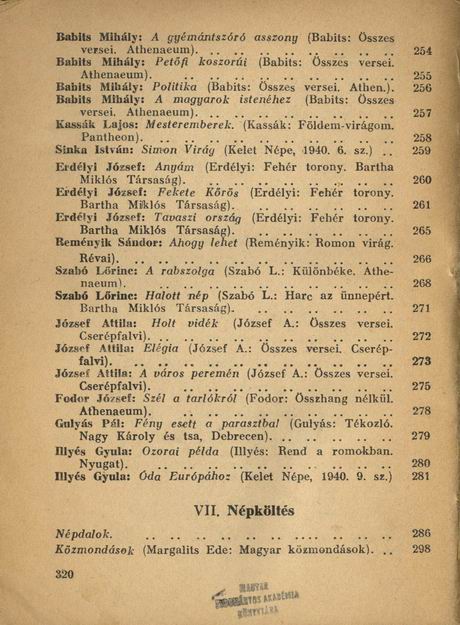 Babits Mihály: A gyémántszóró asszony (Babits: Összes
versei. Athenaeum). .. .. .. .. .. .. .. .. .. 254
Babits Mihály: Petőfi koszorúi (Babits: Összes versei.
Athenaeum). .. .. .. .. .. .. .. .. .. .. 255
Babits Mihály: Politika (Babits: Összes versei. Athen.). 256
Babits Mihály: A magyarok istenéhez (Babits: Összes
versei. Athenaeum). .. .. .. .. .. .. .. .. .. 257
Kassák Lajos: Mesteremberek. (Kassák: Földem-virágom.
Pantheon). .. .. .. .. .. .. .. .. .. .. 258
Sinka István: Simon Virág (Kelet Népe, 1940. 6. sz.) .. 259
Erdélyi József: Anyám (Erdélyi: Fehér torony. Bartha
Miklós Társaság). .. .. .. .. .. .. .. .. 260
Erdélyi József: Fekete Körös (Erdélyi: Fehér torony.
Bartha Miklós Társaság). .. .. .. .. .. .. .. 261
Erdélyi József: Tavaszi ország (Erdélyi: Fehér torony.
Bartha Miklós Társaság). .. .. .. .. .. .. .. 265
Reményik Sándor: Ahogy lehet (Reményik: Romon virág.
Révai). .. .. .. .. .. .. .. .. .. .. .. 266
Szabó Lőrinc: A rabszolga (Szabó L.: Különbéke. Athe-
naeum). .. .. .. .. .. .. .. .. .. .. .. 268
Szabó Lőrinc: Halott nép (Szabó L.: Harc az ünnepért.
Bartha Miklós Társaság). .. .. .. .. .. .. .. 271
József Attila: Holt vidék (József A.: Összes versei.
Cserépfalvi). .. .. .. .. .. .. .. .. .. .. 272
József Attila: Elégia (József A.: Összes versei. Cserép-
falvi). .. .. .. .. .. .. .. .. .. .. .. 273
József Attila: A város peremén (József A.: Összes versei.
Cserépfalvi). .. .. .. .. .. .. .. .. .. .. 275
Fodor József: Szél a tarlókról (Fodor: Összhang nélkül.
Athenaeum). .. .. .. .. .. .. .. .. .. .. 278
Gulyás Pál: Fény esett a parasztbal (Gulyás: Tékozló.
Nagy Károly és tsa, Debrecen). .. .. .. .. .. .. 279
Illyés Gyula: Ozorai példa (Illyés: Rend a romokban.
Nyugat). .. .. .. .. .. .. .. .. .. .. .. 280
Illyés Gyula: Óda Európához (Kelet Népe, 1940. 9. sz.) 281
VII. Népköltés
Népdalok. .. .. .. .. .. .. .. .. .. .. .. 286
Közmondások (Margalits Ede: Magyar közmondások). .. 298
320
MAGYAR
TUDOMÁNYOS AKADÉMIA
KÖNYVTÁRA